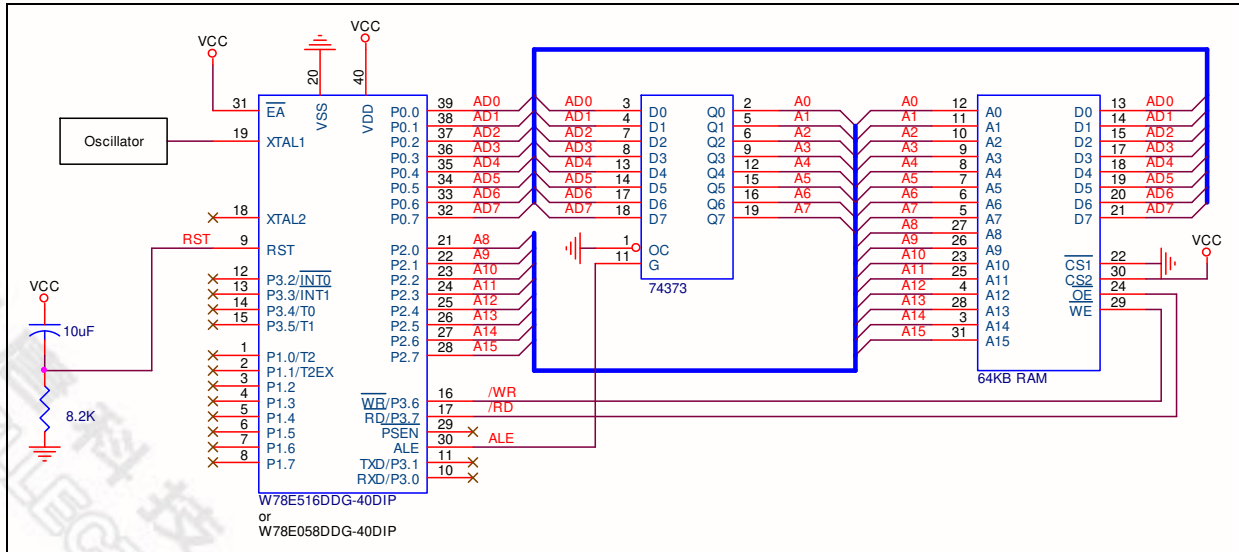 VCC
VCC
20
40
VSS
VDD
31
EA
19
XTAL1
Oscillator
18
XTAL2
RST
9
RST
12
P3.2/INT0
13
P3.3/INT1
14
P3.4/T0
15
P3.5/T1
1
P1.0/T2
2
P1.1/T2EX
3
P1.2
4
P1.3
5
P1.4
6
P1.5
7
P1.6
8
P1.7
VCC
10uF
8.2K
P0.0 39 AD0
P0.1 38 AD1
P0.2 37 AD2
P0.3 36 AD3
P0.4 35 AD4
P0.5 34 AD5
P0.6 33 AD6
P0.7 32 AD7
P2.0 21 A8
P2.1 22 A9
P2.2 23 A10
P2.3 24 A11
P2.4 25 A12
P2.5 26 A13
P2.6 27 A14
P2.7 28 A15
WR/P3.6 16 /WR
RD/P3.7 17 /RD
PSEN 29
ALE 30 ALE
TXD/P3.1 11
RXD/P3.0 10
W78E516DDG-40DIP
or
W78E058DDG-40DIP
AD0 3 D0 Q0 2 A0
AD1 4 D1 Q1 5 A1
AD2 7 D2 Q2 6 A2
AD3 8 D3 Q3 9 A3
AD4 13 D4 Q4 12 A4
AD5 14 D5 Q5 15 A5
AD6 17 D6 Q6 16 A6
AD7 18 D7 Q7 19 A7
1 OC
11 G
74373
A0 12 A0 D0 13 AD0
A1 11 A1 D1 14 AD1
A2 10 A2 D2 15 AD2
A3 9 A3 D3 17 AD3
A4 8 A4 D4 18 AD4
A5 7 A5 D5 19 AD5
A6 6 A6 D6 20 AD6
A7 5 A7 D7 21 AD7
A8 27 A8
A9 26 A9
A10 23 A10
A11 25 A11
A12 4 A12
A13 28 A13
A14 3 A14
A15 31 A15
VCC
CS1 22
CS2 30
OE 24
WE 29
64KB RAM
科技